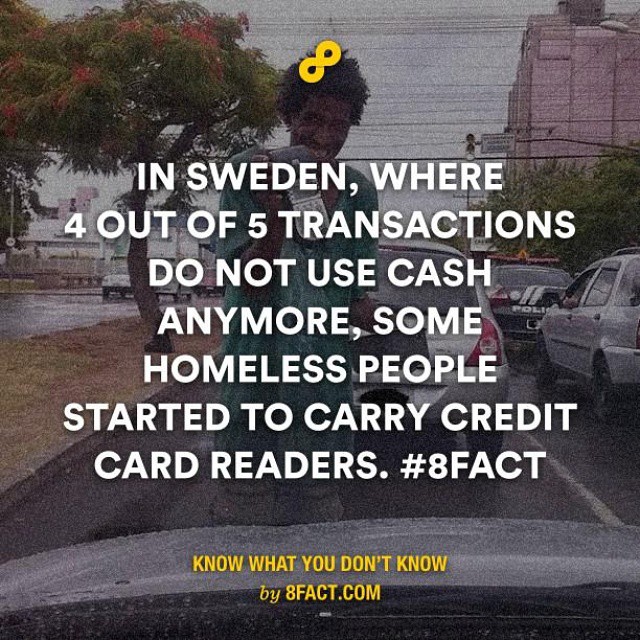 IN SWEDEN, WHERE
4 OUT OF 5 TRANSACTIONS
DO NOT USE CASH
ANYMORE, SOME
HOMELESS PEOPLE
STARTED TO CARRY CREDIT
CARD READERS. #8FACT
KNOW WHAT YOU DON'T KNOW
by 8FACT.COM